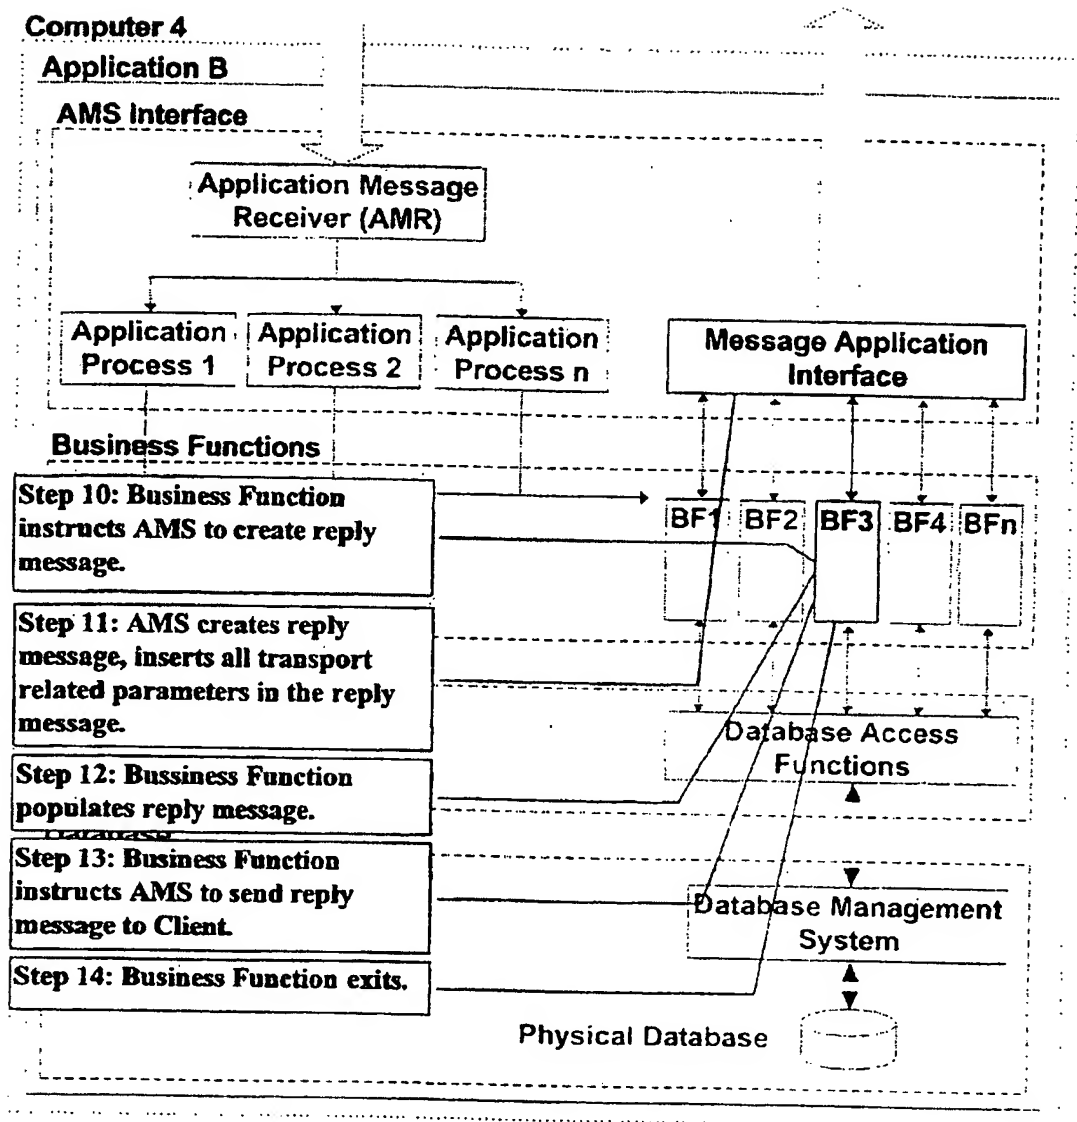 Computer 4
Application B
AMS Interface
Application Message
Receiver (AMR)
Application
Process 1
Application
Process 2
Application
Process n
Message Application
Interface
Business Functions
Step 10: Business Function
instructs AMS to create reply
message.
BF1
BF2
BF3
BF4
BFn
Step 11: AMS creates reply
message, inserts all transport
related parameters in the reply
message.
Database Access
Functions
Step 12: Bussiness Function
populates reply message.
Database
Step 13: Business Function
instructs AMS to send reply
message to Client.
Database Management
System
Step 14: Business Function exits.
Physical Database